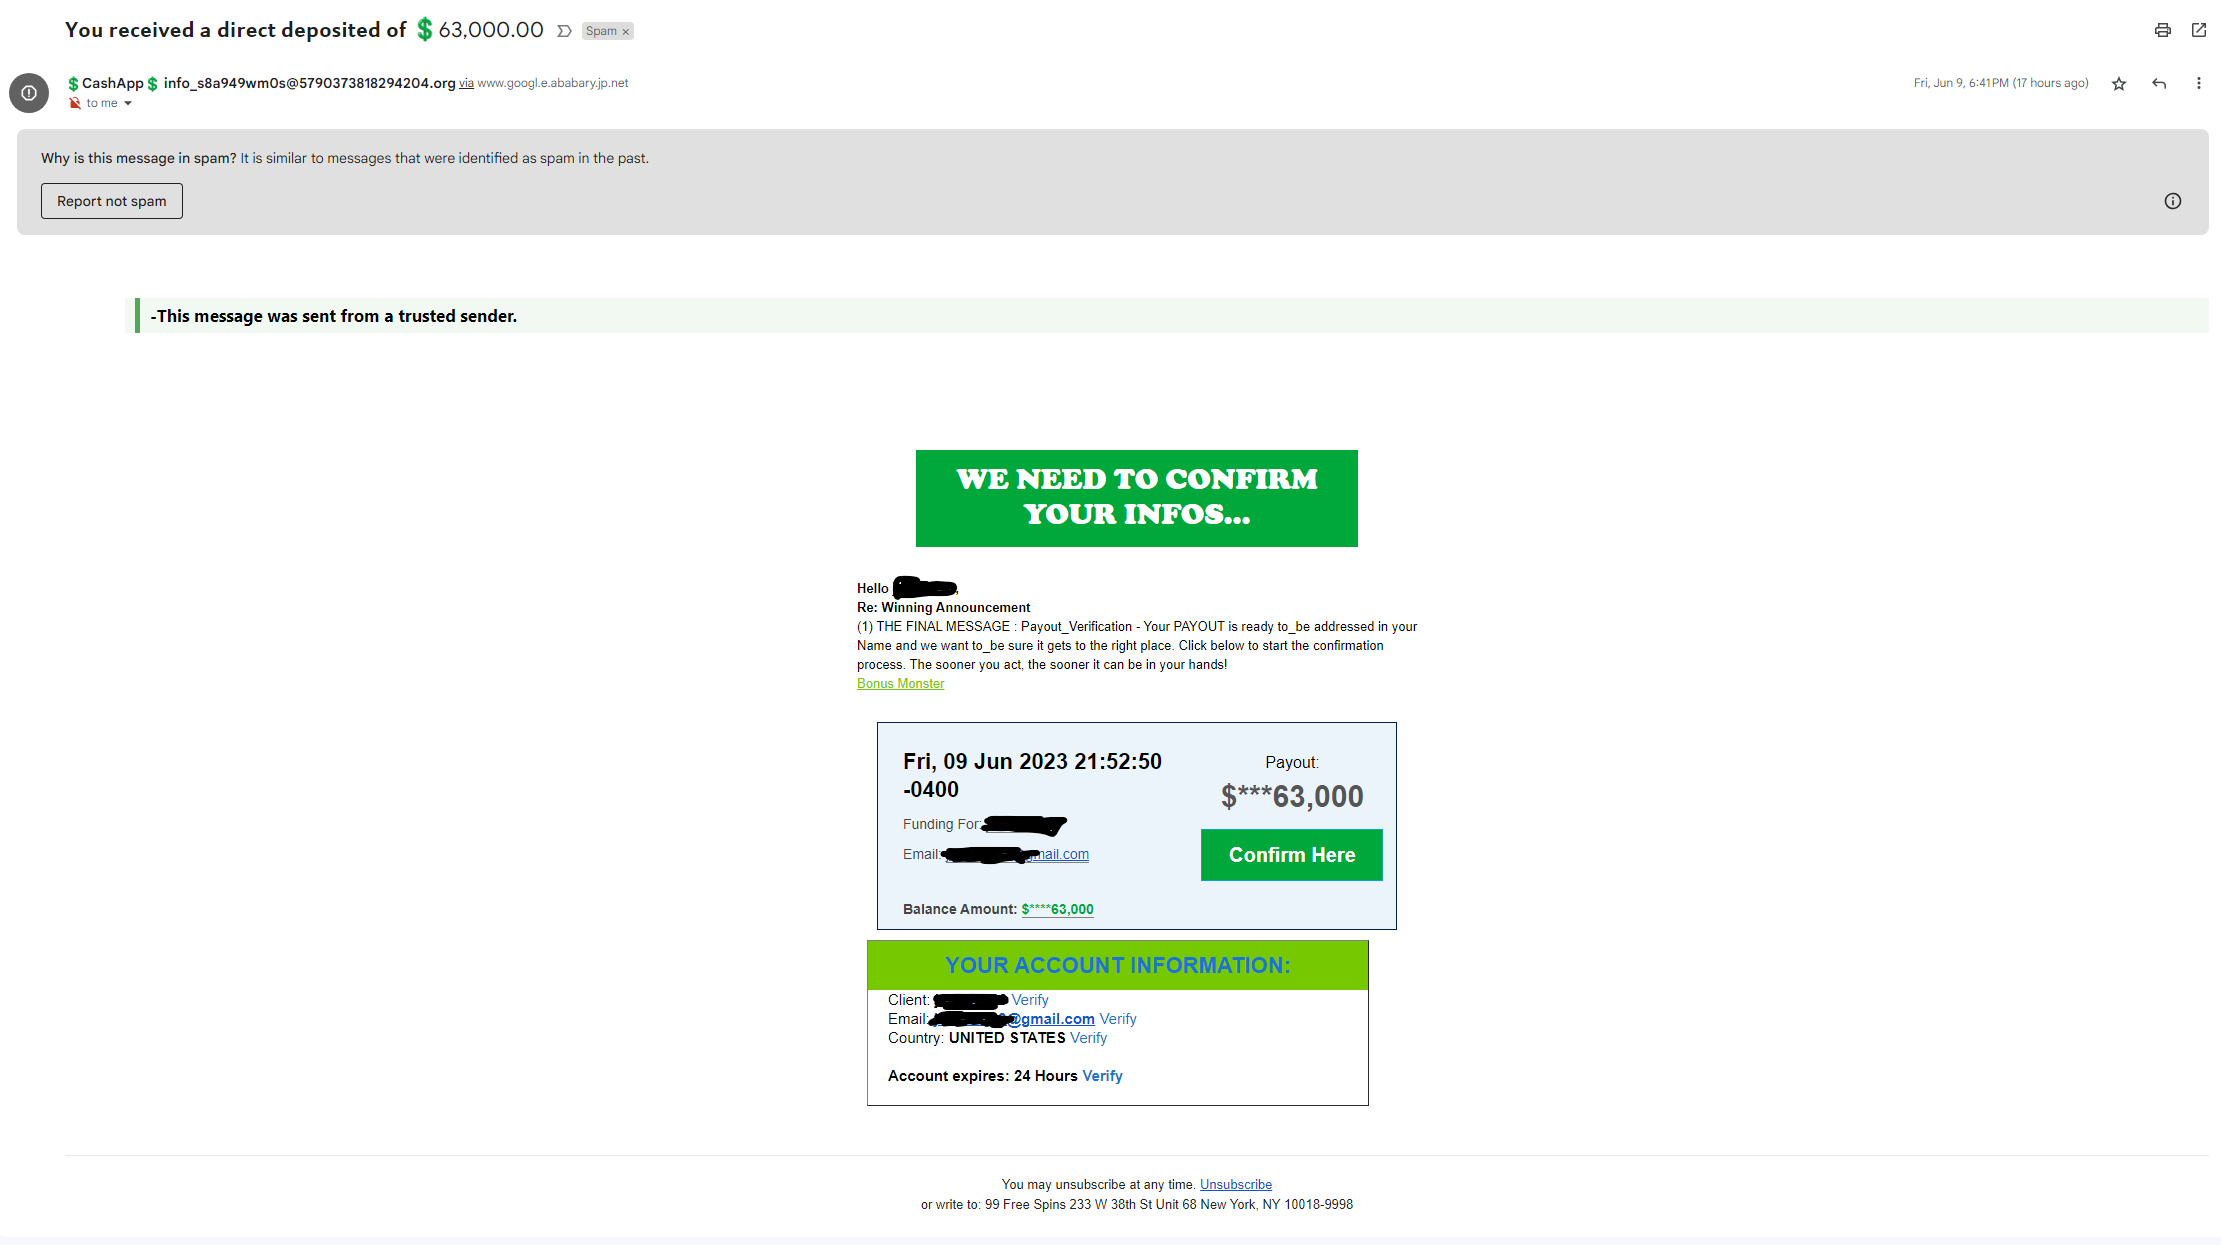 You received a direct deposited of 💲63,000.00 Spam ×
💲CashApp💲 info_s8a949wm0s@5790373818294204.org via www.googl.e.ababary.jp.net Fri, Jun 9, 6:41 PM (17 hours ago)
to me
Why is this message in spam? It is similar to messages that were identified as spam in the past.
Report not spam
-This message was sent from a trusted sender.
WE NEED TO CONFIRM
YOUR INFOS...
Hello
Re: Winning Announcement
(1) THE FINAL MESSAGE : Payout_Verification - Your PAYOUT is ready to_be addressed in your
Name and we want to_be sure it gets to the right place. Click below to start the confirmation
process. The sooner you act, the sooner it can be in your hands!
Bonus Monster
Fri, 09 Jun 2023 21:52:50
-0400
Funding For:
Email: mail.com
Balance Amount: $****63,000
Payout:
$***63,000
Confirm Here
YOUR ACCOUNT INFORMATION:
Client: Verify
Email: @gmail.com Verify
Country: UNITED STATES Verify
Account expires: 24 Hours Verify
You may unsubscribe at any time. Unsubscribe
or write to: 99 Free Spins 233 W 38th St Unit 68 New York, NY 10018-9998